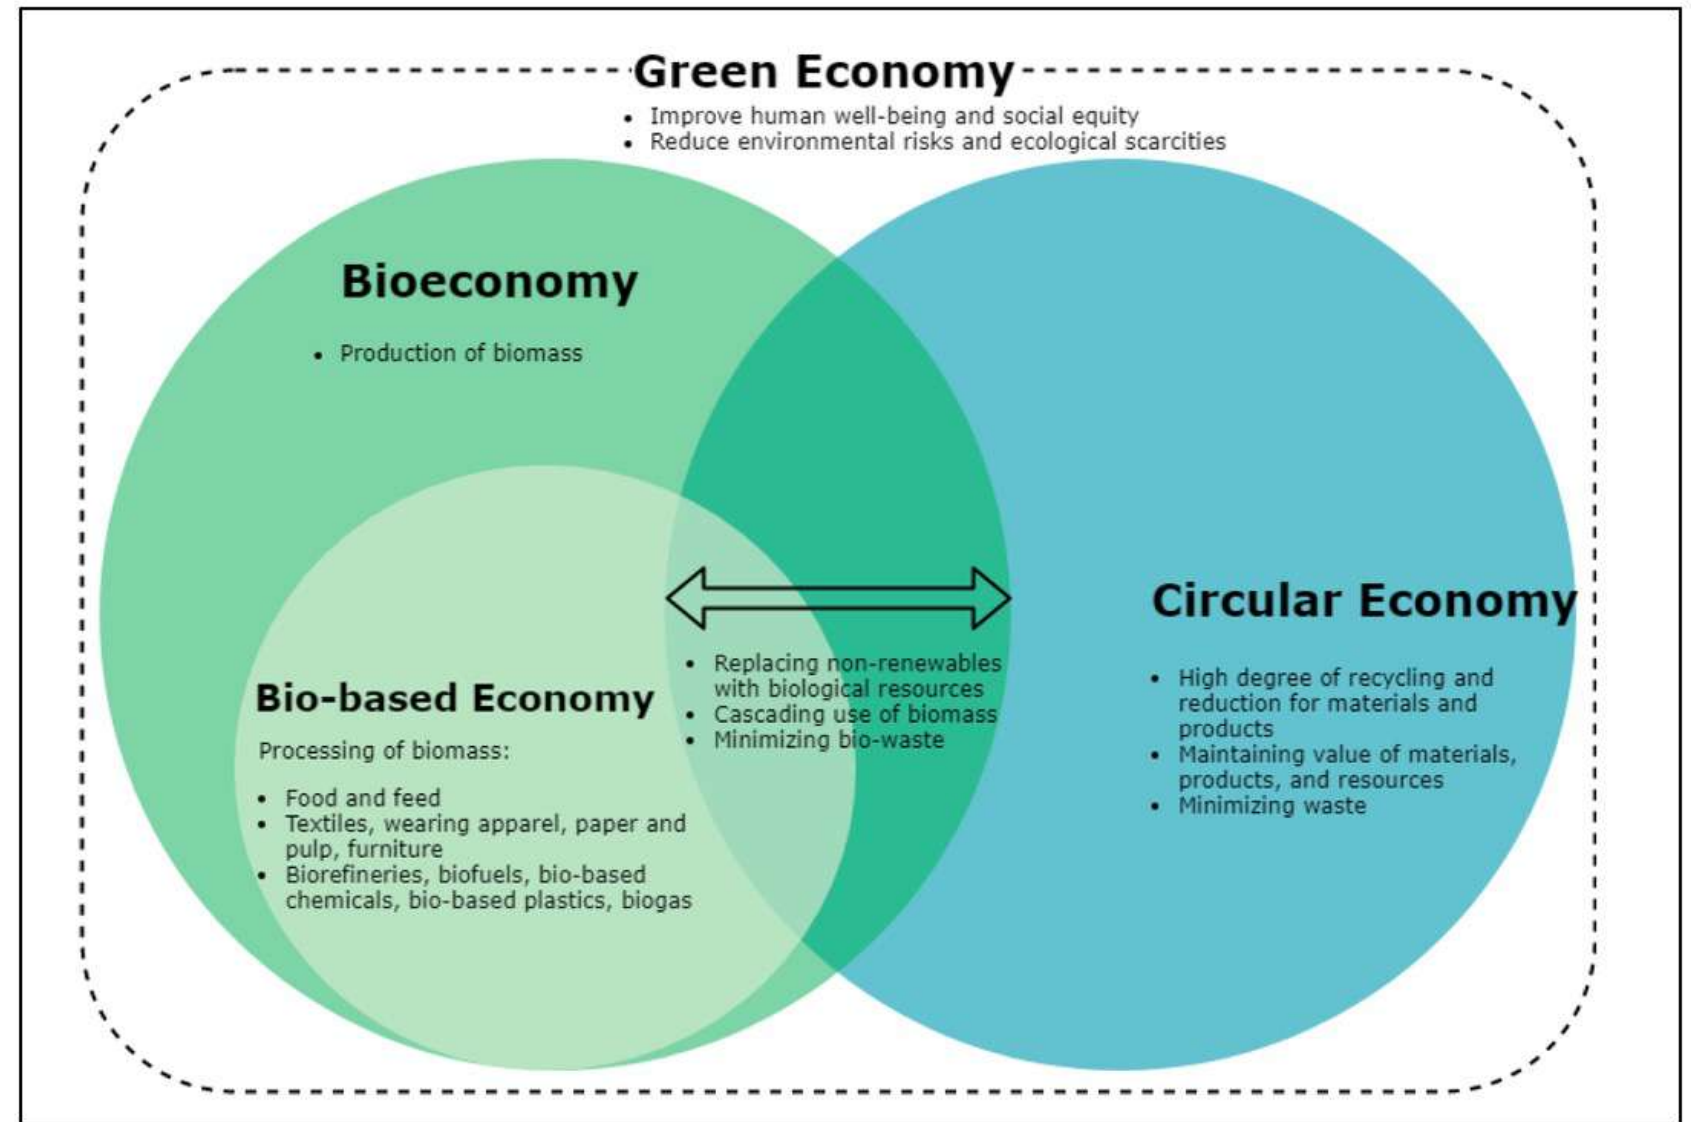 Green Economy
• Improve human well-being and social equity
• Reduce environmental risks and ecological scarcities
Bioeconomy
• Production of biomass
Bio-based Economy
Processing of biomass:
• Food and feed
• Textiles, wearing apparel, paper and
pulp, furniture
• Biorefineries, biofuels, bio-based
chemicals, bio-based plastics, biogas
• Replacing non-renewables
with biological resources
• Cascading use of biomass
• Minimizing bio-waste
Circular Economy
• High degree of recycling and
reduction for materials and
products
• Maintaining value of materials,
products, and resources
• Minimizing waste